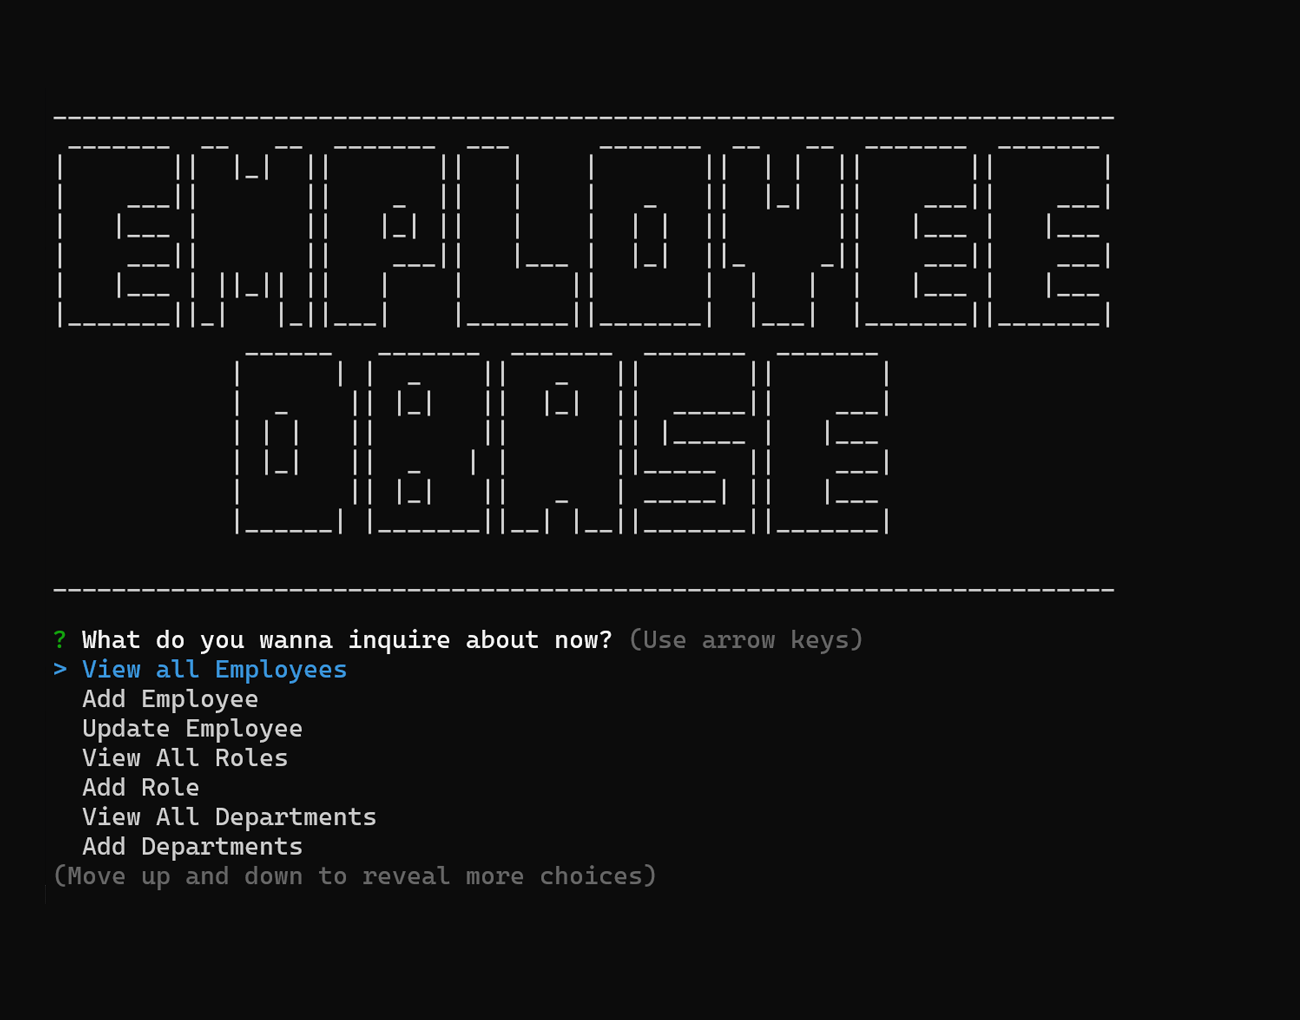 EMPLOYEE
DBASE
? What do you wanna inquire about now? (Use arrow keys)
> View all Employees
Add Employee
Update Employee
View All Roles
Add Role
View All Departments
Add Departments
(Move up and down to reveal more choices)